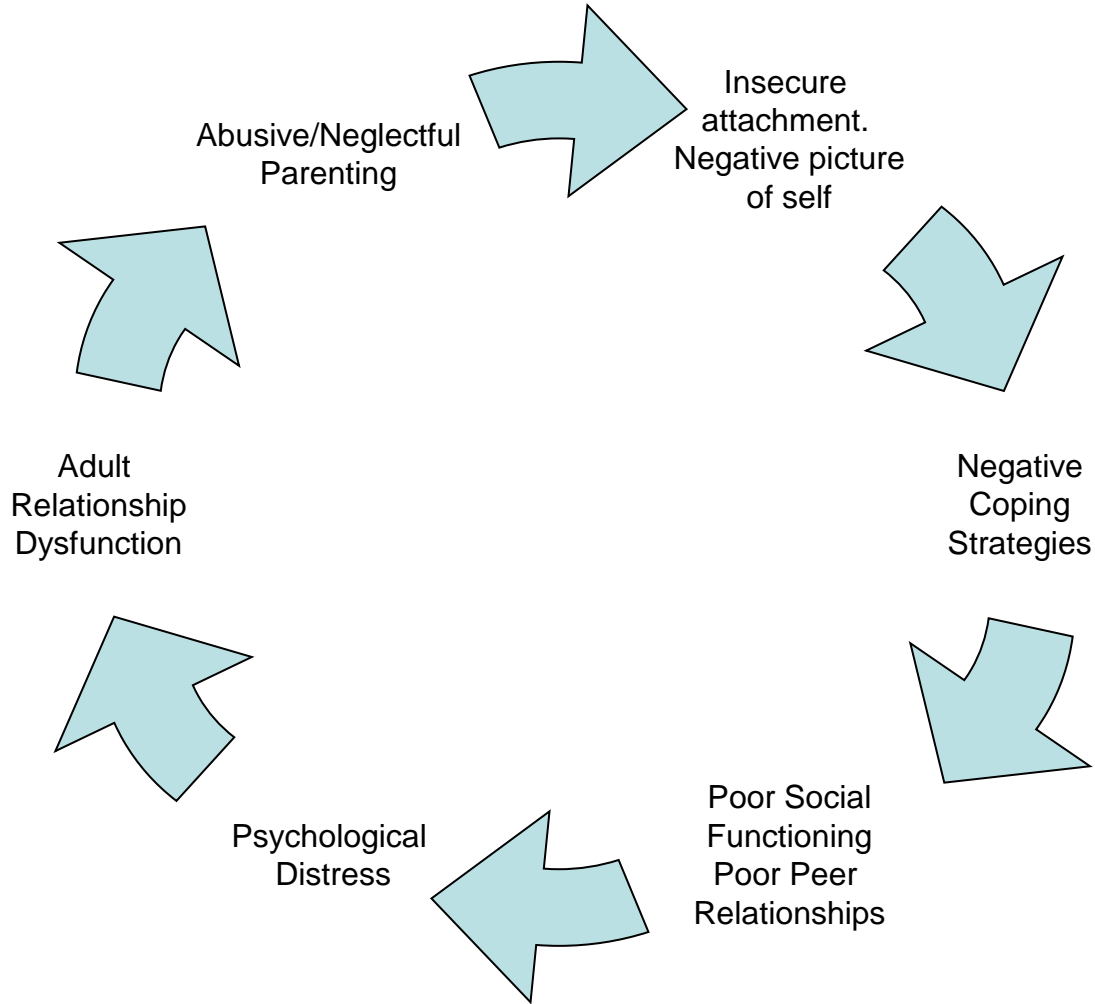 Abusive/Neglectful
Parenting
Insecure
attachment.
Negative picture
of self
Negative
Coping
Strategies
Poor Social
Functioning
Poor Peer
Relationships
Psychological
Distress
Adult
Relationship
Dysfunction